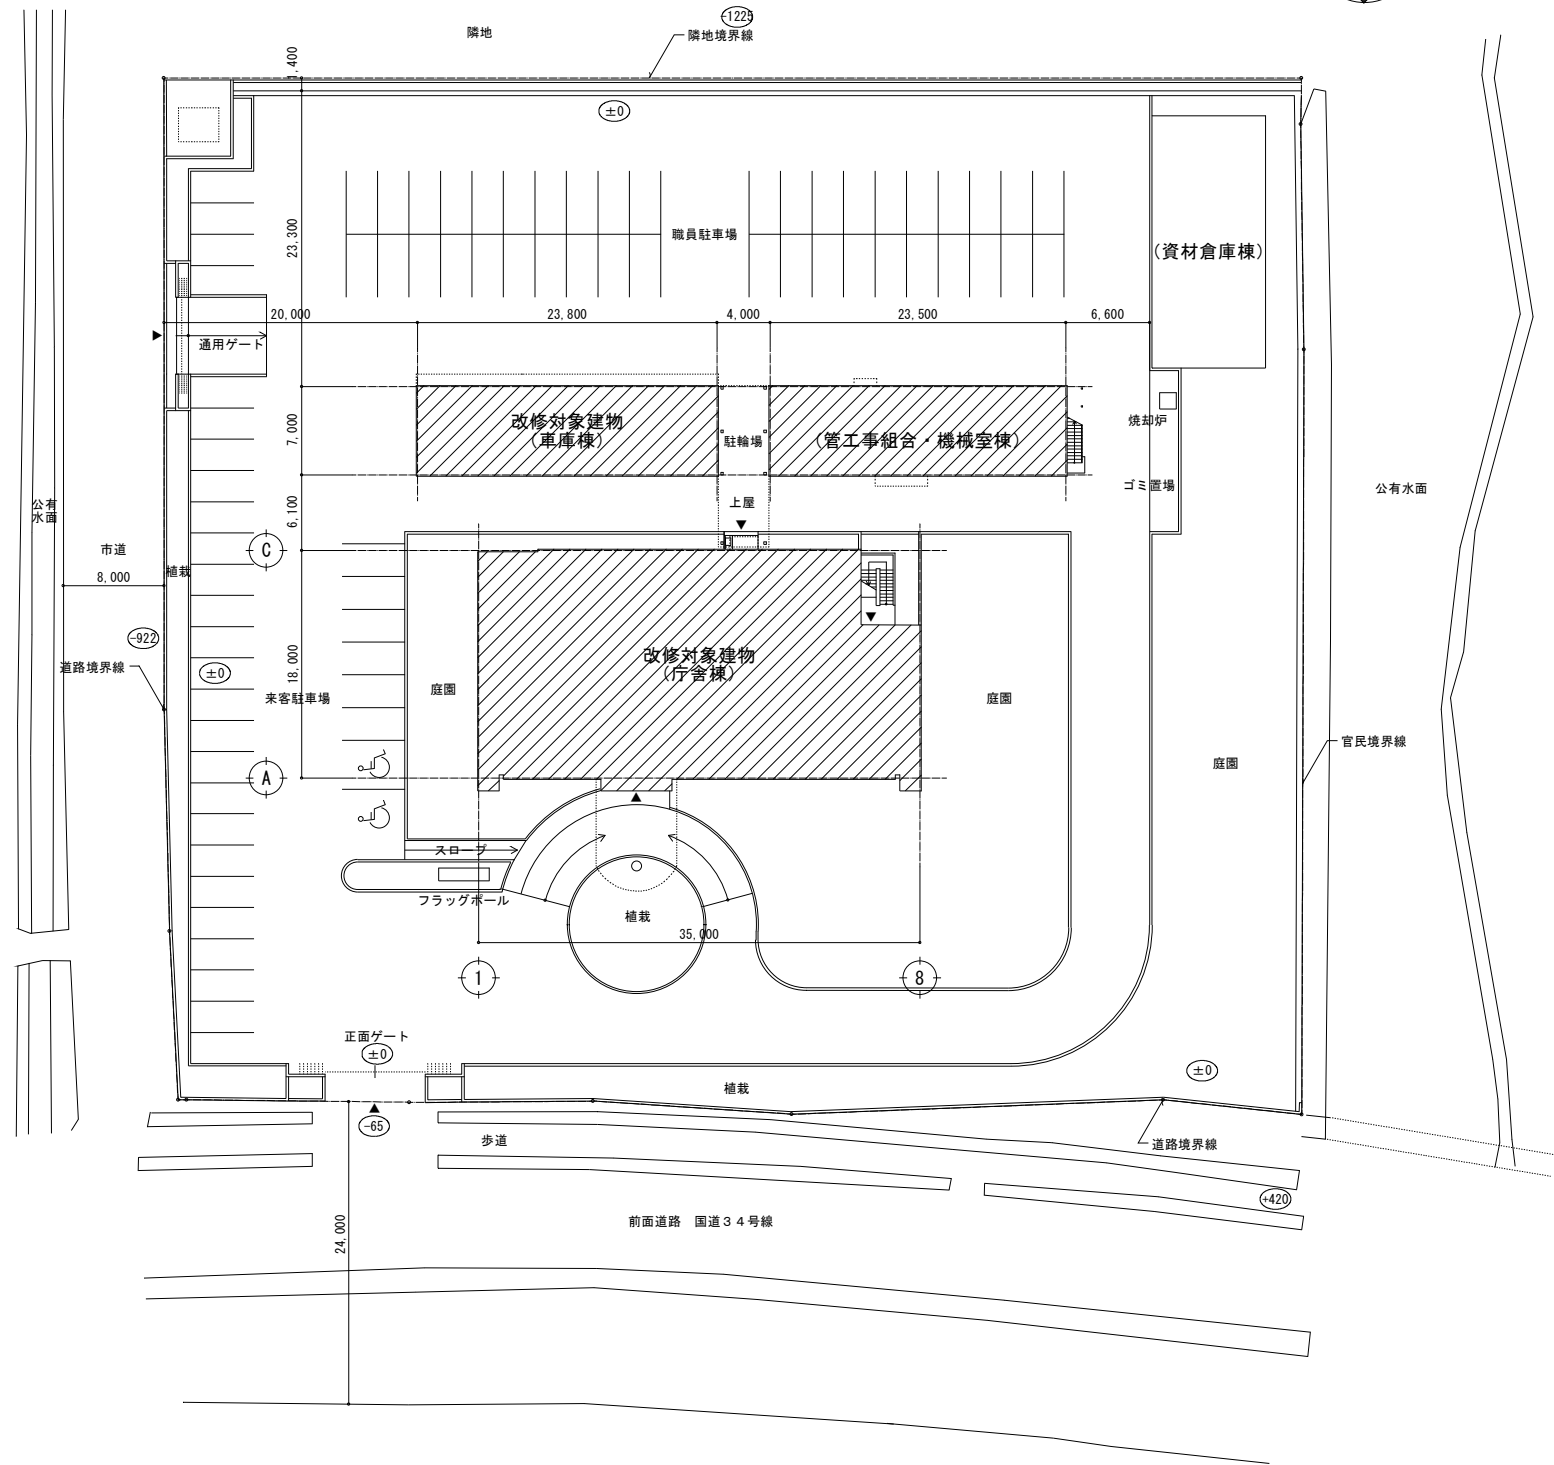 -1225
隣地
隣地境界線
1,400
±0
23,300
職員駐車場
(資材倉庫棟)
20,000
23,800
4,000
23,500
6,600
通用ゲート
7,000
改修対象建物
(車庫棟)
駐輪場
(管工事組合・機械室棟)
焼却炉
ゴミ置場
公有
水面
公有水面
上屋
6,100
市道
C
8,000
植栽
-922
道路境界線
±0
18,000
改修対象建物
(庁舎棟)
来客駐車場
庭園
庭園
官民境界線
庭園
A
スロープ
フラッグポール
植栽
35,000
1
8
正面ゲート
±0
±0
植栽
-65
歩道
道路境界線
+420
前面道路 国道34号線
24,000